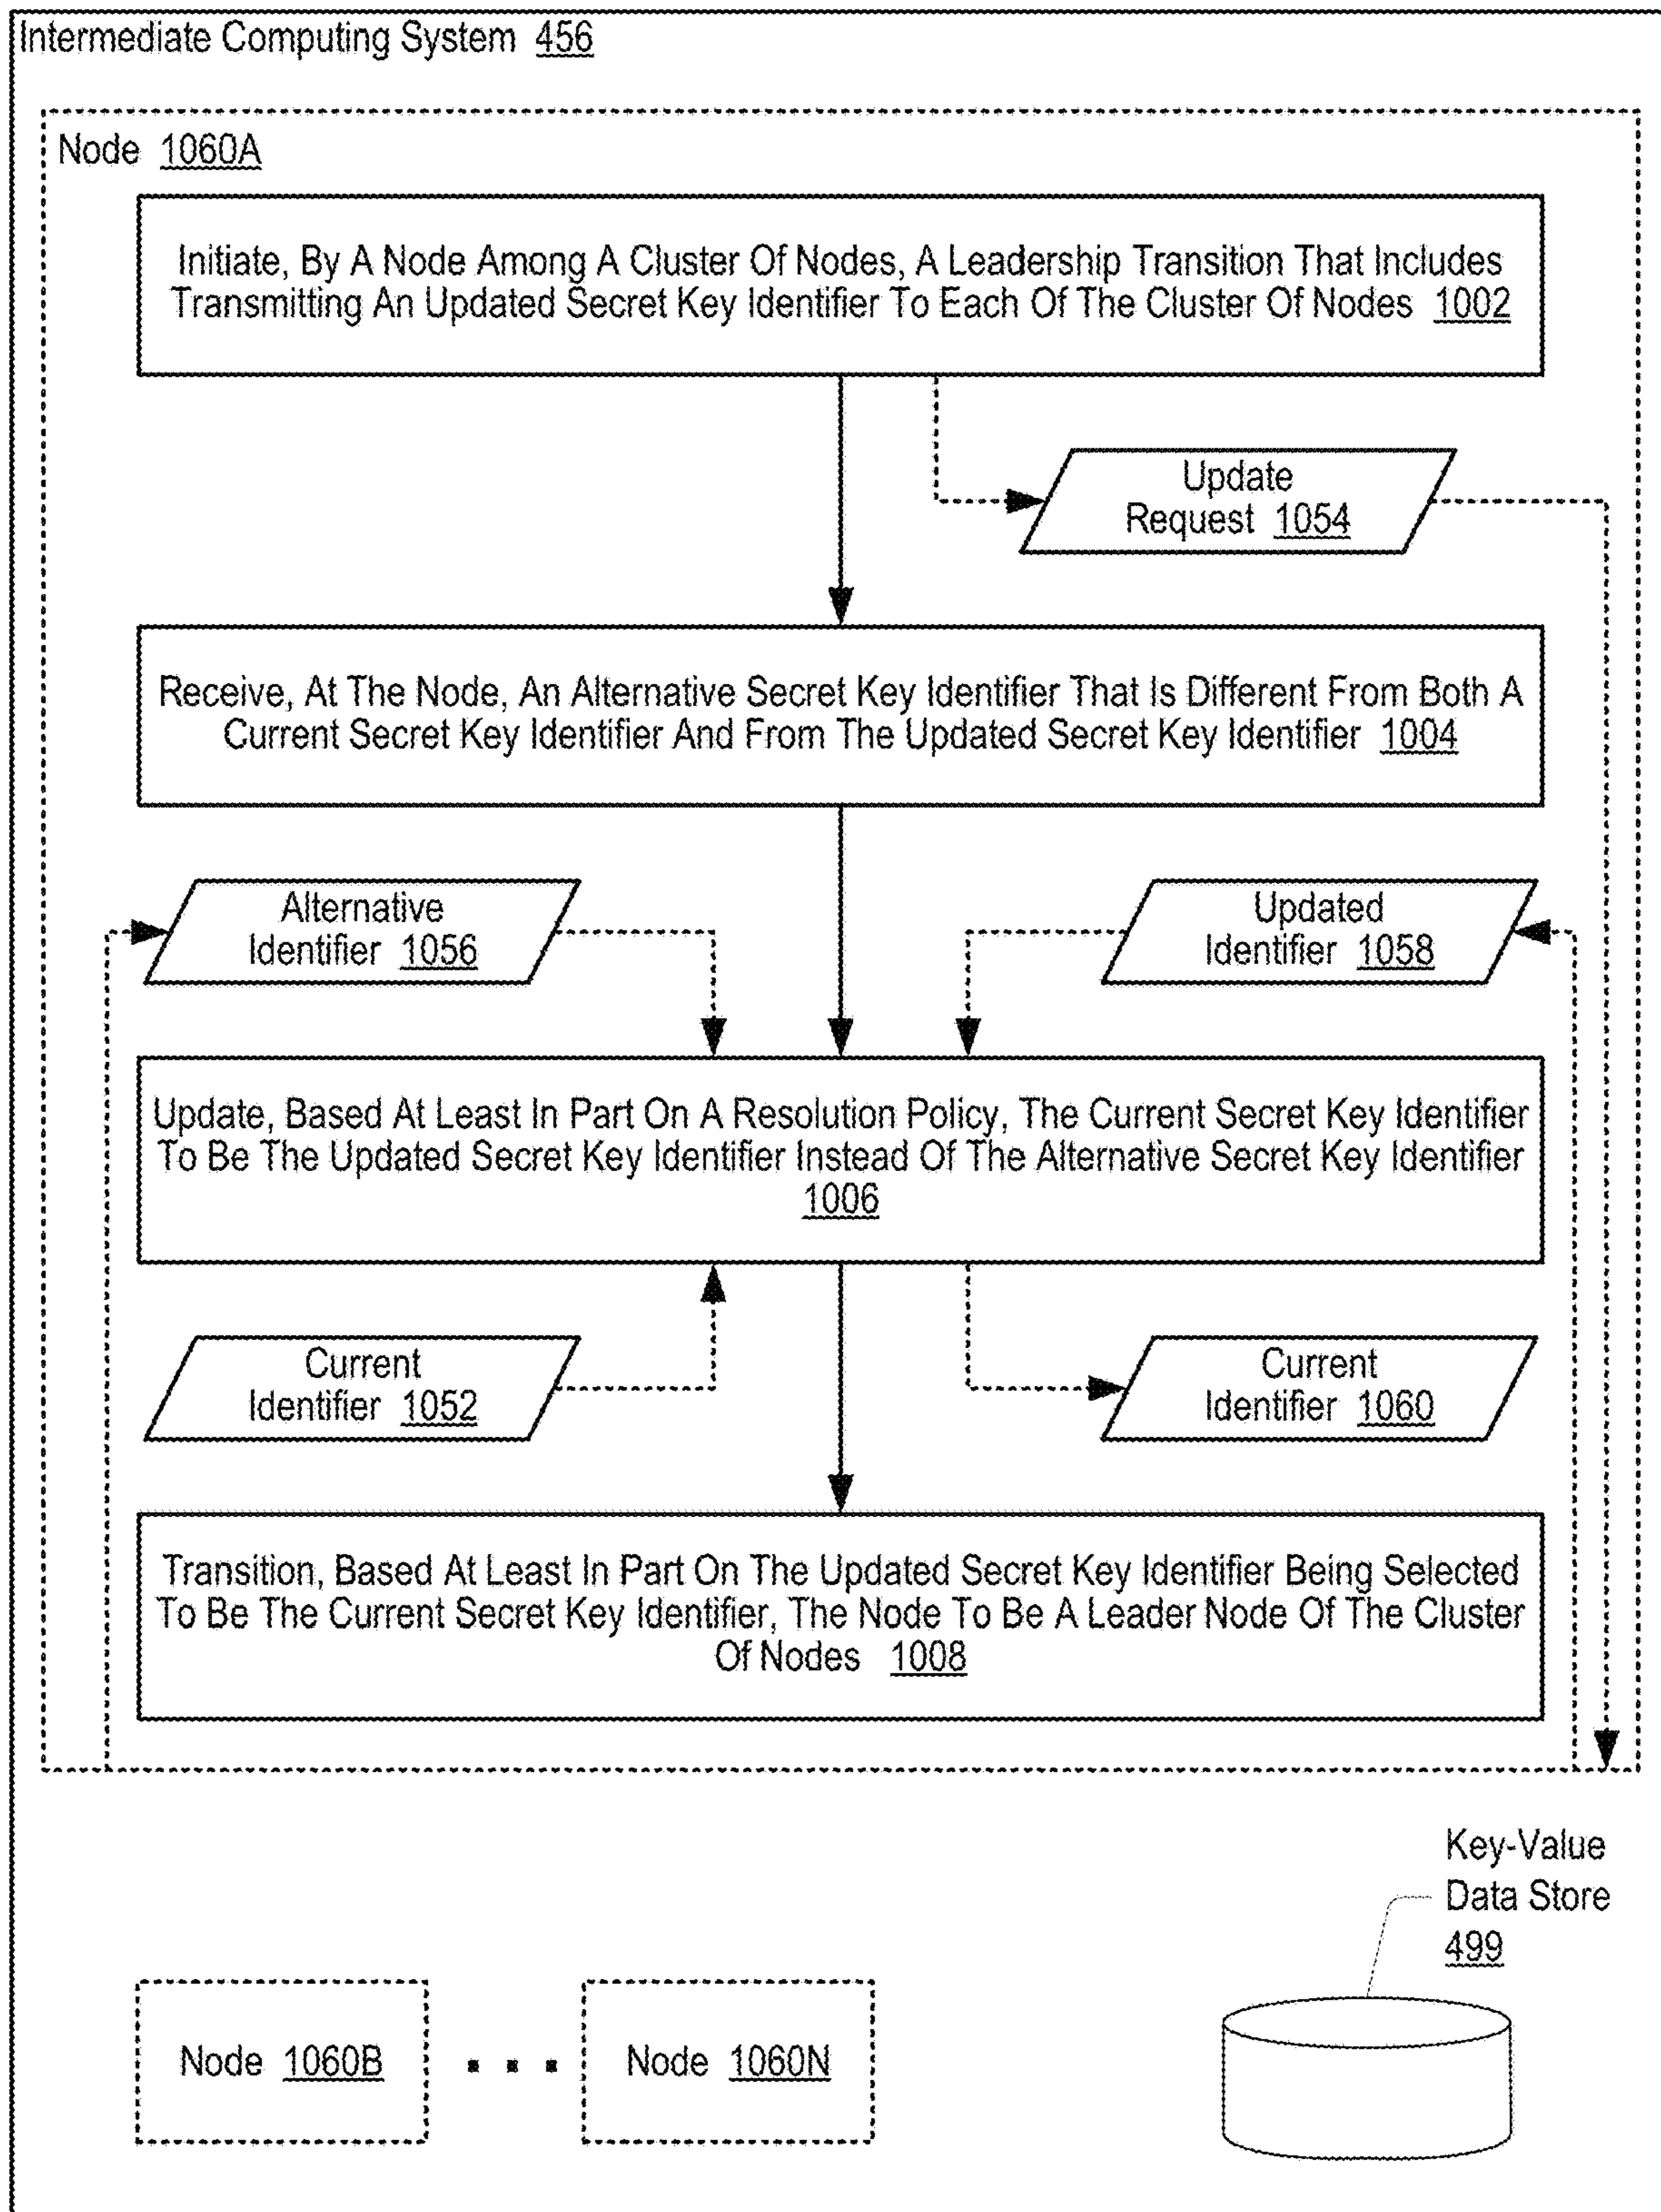 Intermediate Computing System 456
Node 1060A
Initiate, By A Node Among A Cluster Of Nodes, A Leadership Transition That Includes
Transmitting An Updated Secret Key Identifier To Each Of The Cluster Of Nodes 1002
Update
Request 1054
Receive, At The Node, An Alternative Secret Key Identifier That Is Different From Both A
Current Secret Key Identifier And From The Updated Secret Key Identifier 1004
Alternative
Identifier 1056
Updated
Identifier 1058
Update, Based At Least In Part On A Resolution Policy, The Current Secret Key Identifier
To Be The Updated Secret Key Identifier Instead Of The Alternative Secret Key Identifier
1006
Current
Identifier 1052
Current
Identifier 1060
Transition, Based At Least In Part On The Updated Secret Key Identifier Being Selected
To Be The Current Secret Key Identifier, The Node To Be A Leader Node Of The Cluster
Of Nodes 1008
Key-Value
Data Store
499
Node 1060B
. . .
Node 1060N